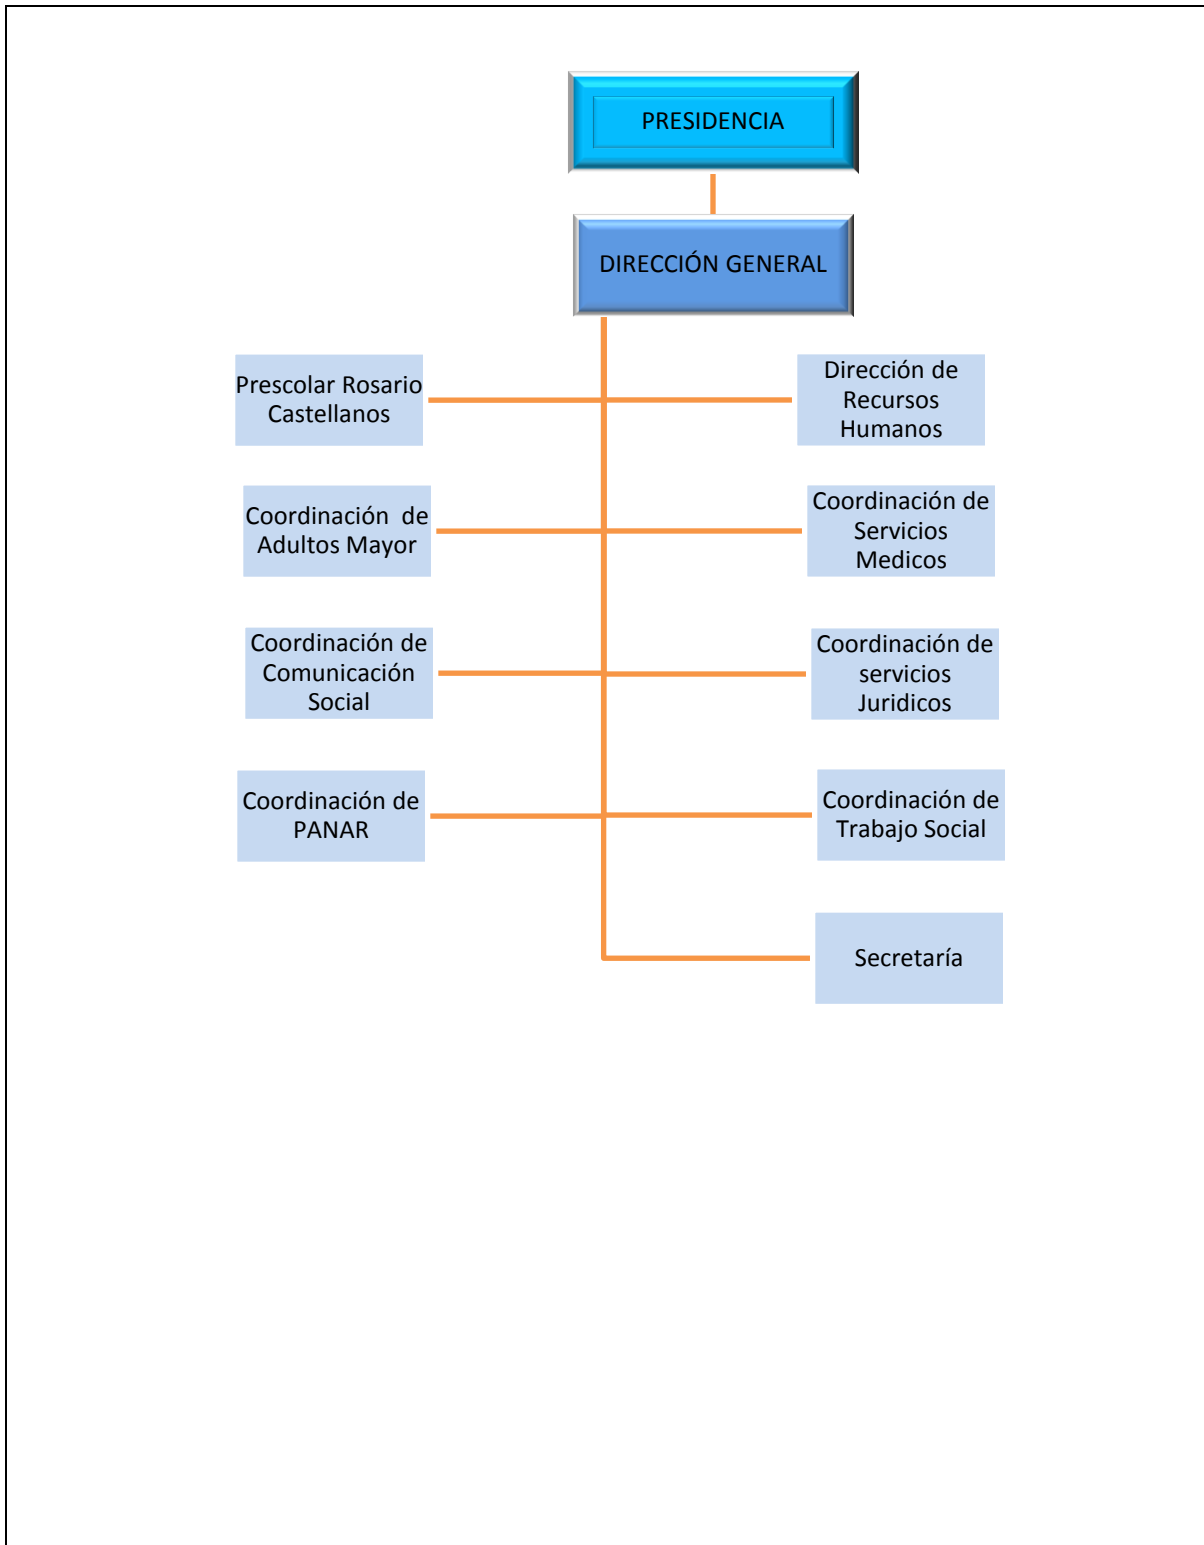 PRESIDENCIA
DIRECCIÓN GENERAL
Prescolar Rosario
Castellanos
Dirección de
Recursos
Humanos
Coordinación  de
Adultos Mayor
Coordinación de
Servicios
Medicos
Coordinación de
Comunicación
Social
Coordinación de
servicios
Juridicos
Coordinación de
PANAR
Coordinación de
Trabajo Social
Secretaría